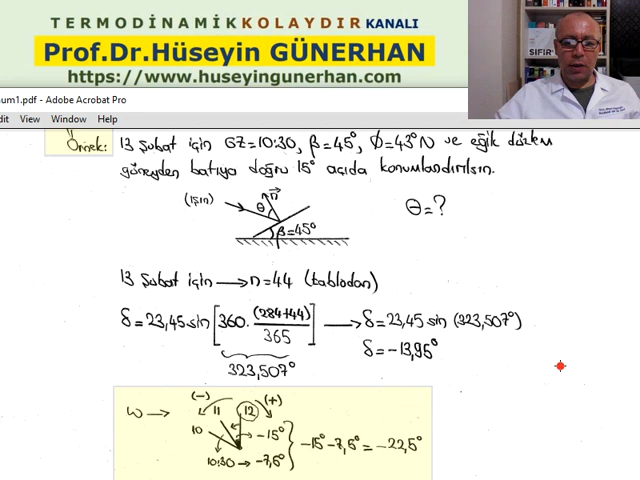 TERMODİNAMİKKOLAYDIR KANALI
Prof.Dr.Hüseyin GÜNERHAN
https://www.huseyingunerhan.com
SIFIR
um1.pdf - Adobe Acrobat Pro
dit View Window Help
Örnek: 13 Şubat için GZ=10:30, β=45°, Φ=43°N ve eğik düzlem
güneyden batıya doğru 15° açıda konumlandırılsın.
(ışın) θ n
β=45°
θ=?
13 Şubat için → n=44 (tablodan)
δ=23,45 sin [360. (284+44)/365] → δ=23,45 sin (323,507°)
323,507°
δ=-13,95°
ω → (-) 11 12 (+)
10 -15°
10:30 → -7,5°
-15°-7,5°=-22,5°